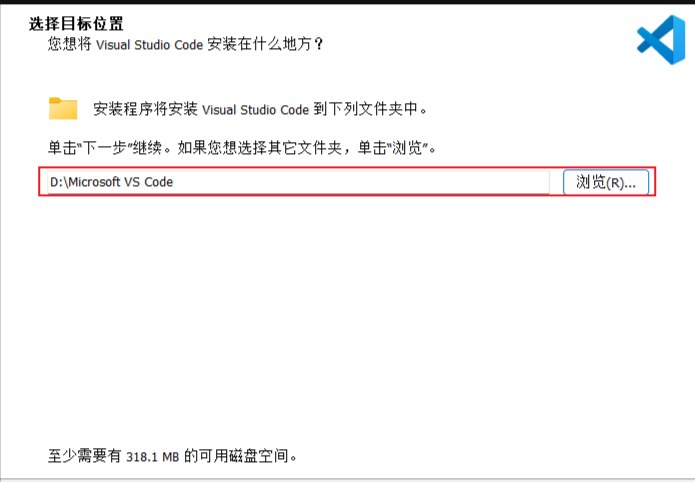 选择目标位置
您想将 Visual Studio Code 安装在什么地方？
安装程序将安装 Visual Studio Code 到下列文件夹中。
单击“下一步”继续。如果您想选择其它文件夹，单击“浏览”。
D:\Microsoft VS Code
浏览(R)...
至少需要有 318.1 MB 的可用磁盘空间。